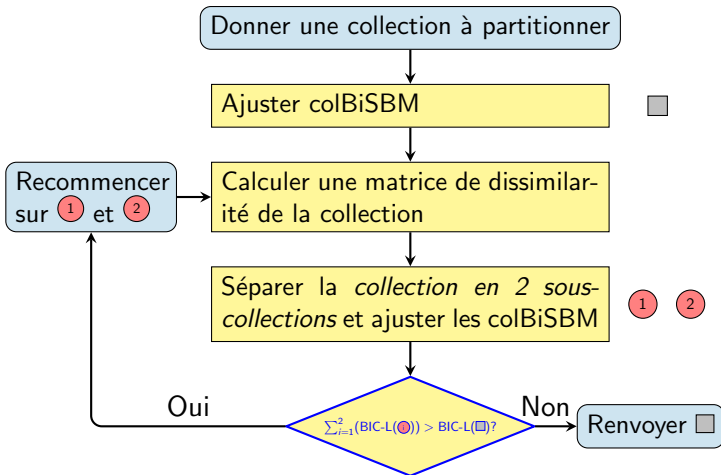 Donner une collection à partitionner
Ajuster colBiSBM
Recommencer
sur 1 et 2
Calculer une matrice de dissimilar-
ité de la collection
Séparer la collection en 2 sous-
collections et ajuster les colBiSBM
1 2
Oui
∑²ᵢ₌₁(BIC-L(i)) > BIC-L(□)?
Non
Renvoyer